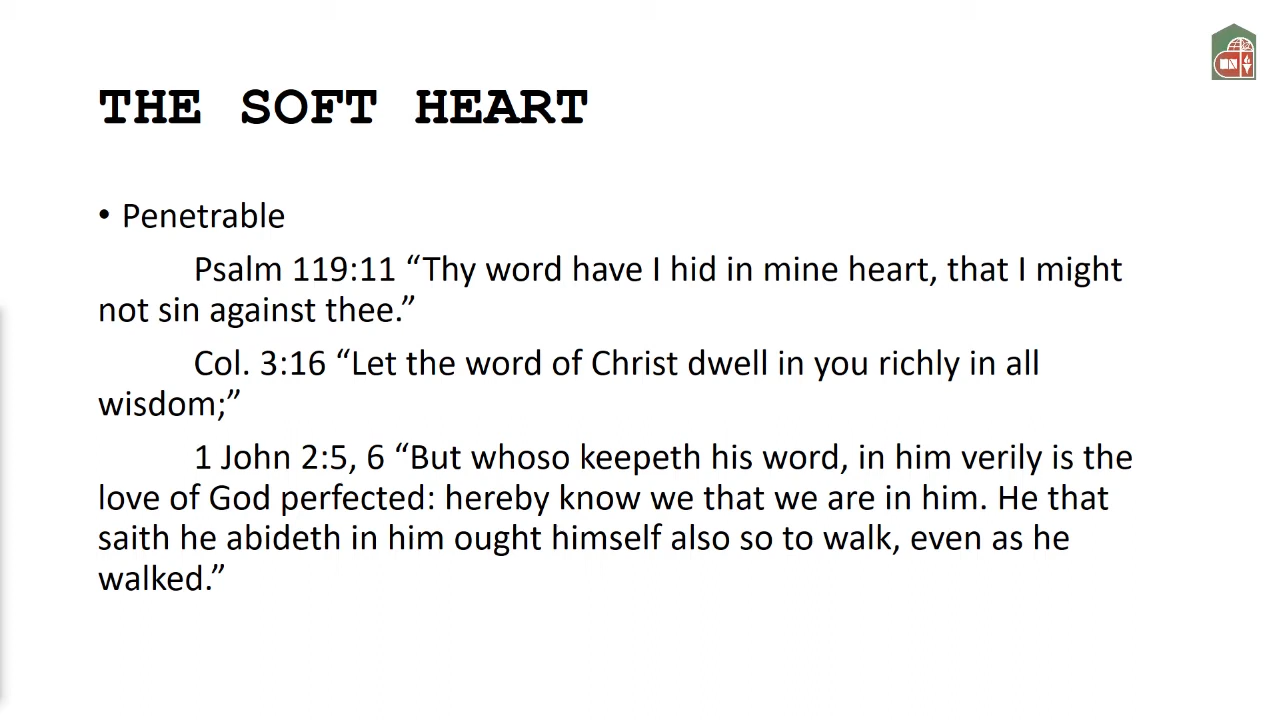 THE SOFT HEART
• Penetrable
Psalm 119:11 “Thy word have I hid in mine heart, that I might
not sin against thee.”
Col. 3:16 “Let the word of Christ dwell in you richly in all
wisdom;”
1 John 2:5, 6 “But whoso keepeth his word, in him verily is the
love of God perfected: hereby know we that we are in him. He that
saith he abideth in him ought himself also so to walk, even as he
walked.”